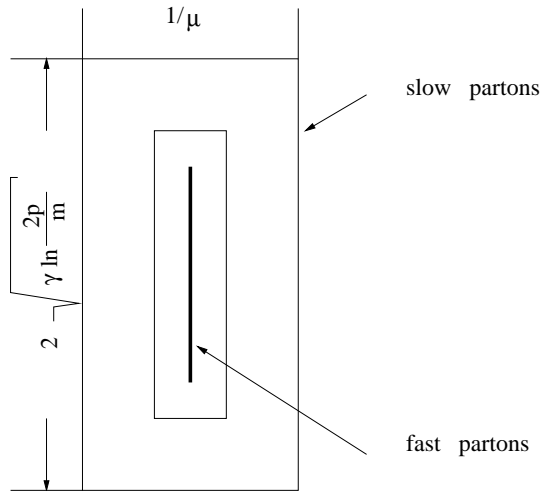 1/μ
slow partons
2 √ γ ln 2p/m
fast partons